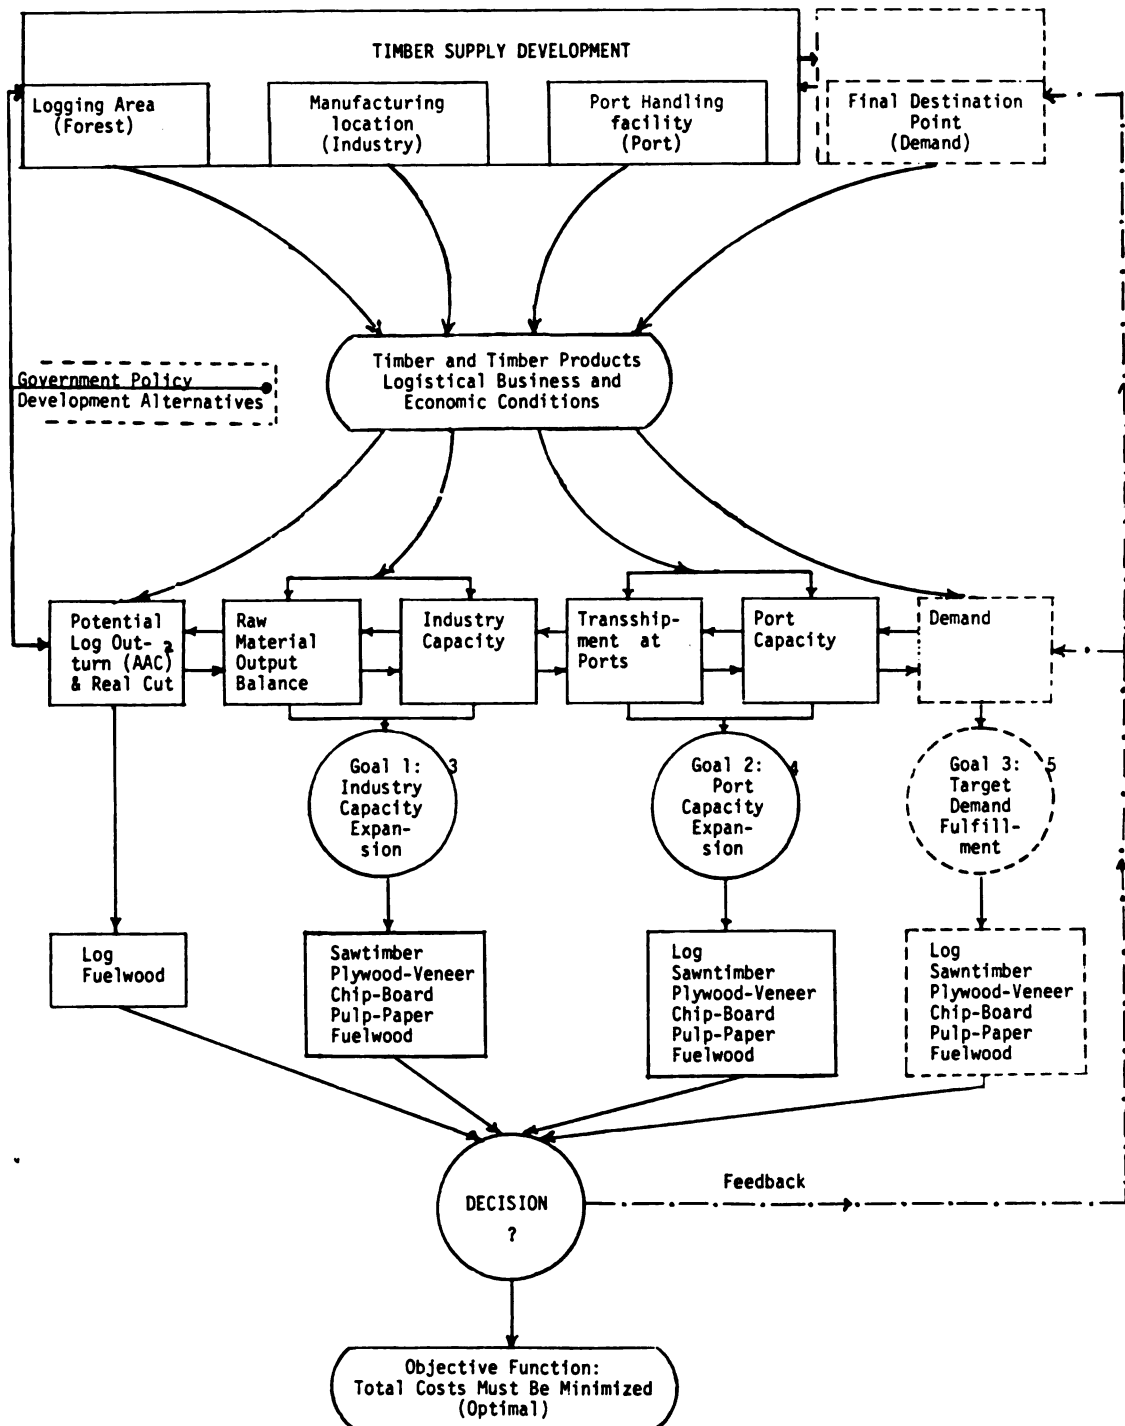 TIMBER SUPPLY DEVELOPMENT
Logging Area
(Forest)
Manufacturing
location
(Industry)
Port Handling
facility
(Port)
Final Destination
Point
(Demand)
Timber and Timber Products
Logistical Business and
Economic Conditions
Government Policy
Development Alternatives
Potential
Log Out-
turn (AAC) 2
& Real Cut
Raw
Material
Output
Balance
Industry
Capacity
Transship-
ment at
Ports
Port
Capacity
Demand
Goal 1: 3
Industry
Capacity
Expan-
sion
Goal 2: 4
Port
Capacity
Expan-
sion
Goal 3: 5
Target
Demand
Fulfill-
ment
Log
Fuelwood
Sawtimber
Plywood-Veneer
Chip-Board
Pulp-Paper
Fuelwood
Log
Sawntimber
Plywood-Veneer
Chip-Board
Pulp-Paper
Fuelwood
Log
Sawntimber
Plywood-Veneer
Chip-Board
Pulp-Paper
Fuelwood
Feedback
DECISION
?
Objective Function:
Total Costs Must Be Minimized
(Optimal)